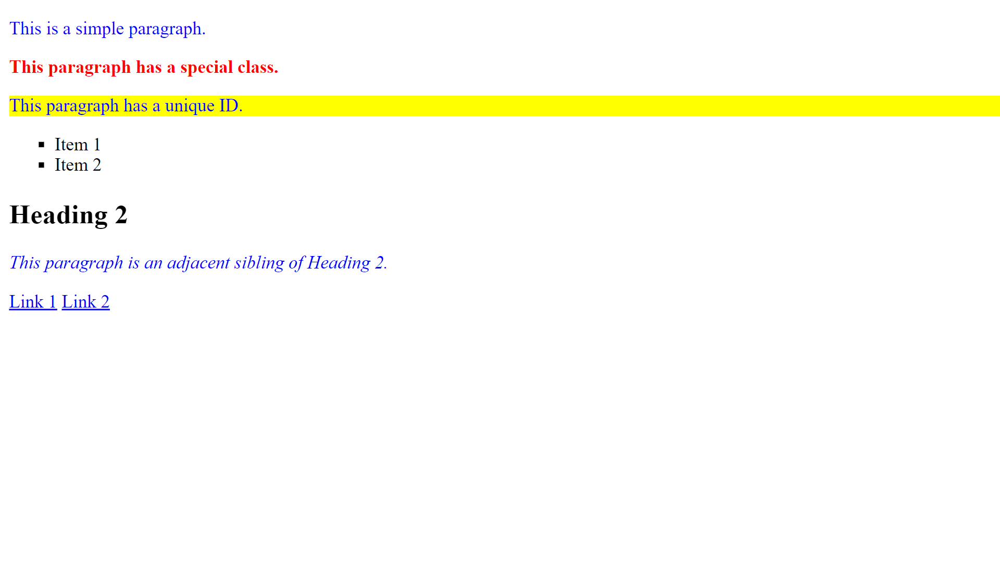 This is a simple paragraph.
This paragraph has a special class.
This paragraph has a unique ID.
Item 1
Item 2
Heading 2
This paragraph is an adjacent sibling of Heading 2.
Link 1 Link 2